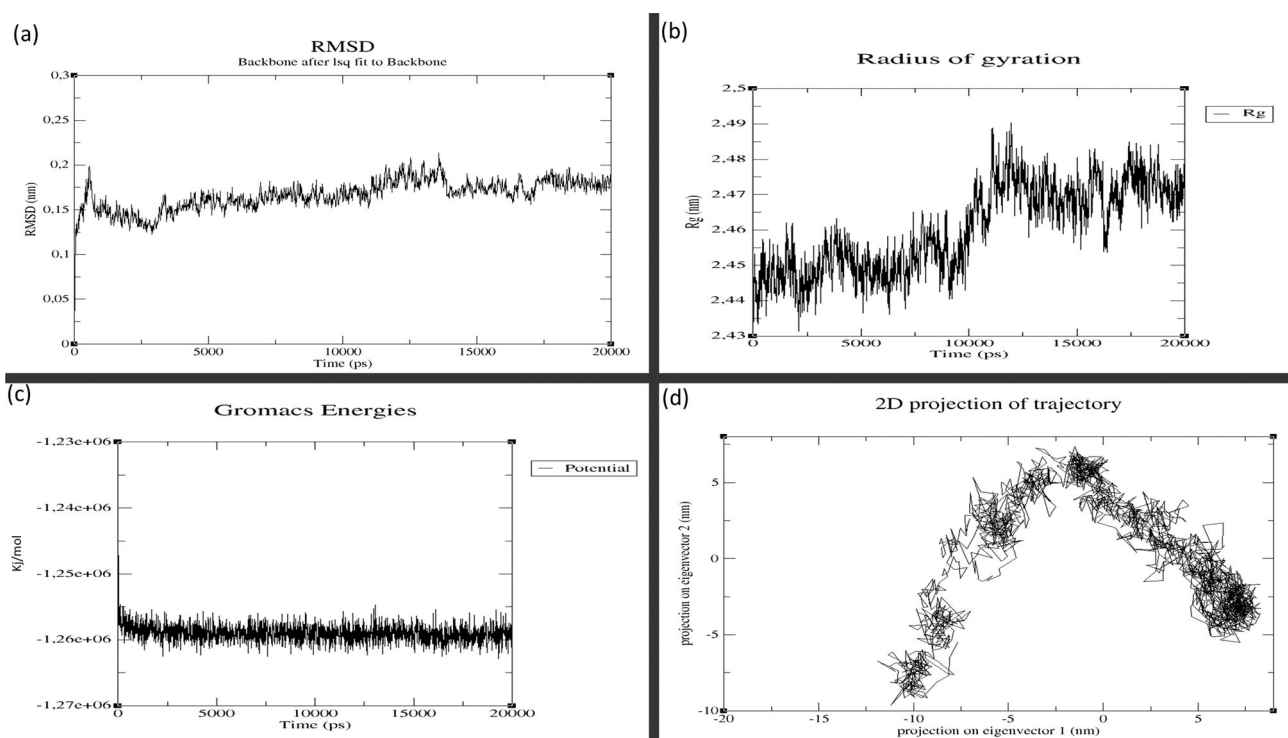 (a)
RMSD
Backbone after lsq fit to Backbone
0,3
0,25
0,2
0,15
0,1
0,05
0
RMSD (nm)
0
5000
10000
15000
20000
Time (ps)
(b)
Radius of gyration
2,5
2,49
2,48
2,47
2,46
2,45
2,44
2,43
Rg (nm)
Rg
0
5000
10000
15000
20000
Time (ps)
(c)
Gromacs Energies
-1,23e+06
-1,24e+06
-1,25e+06
-1,26e+06
-1,27e+06
Kj/mol
Potential
0
5000
10000
15000
20000
Time (ps)
(d)
2D projection of trajectory
5
0
-5
-10
projection on eigenvector 2 (nm)
-20
-15
-10
-5
0
5
projection on eigenvector 1 (nm)